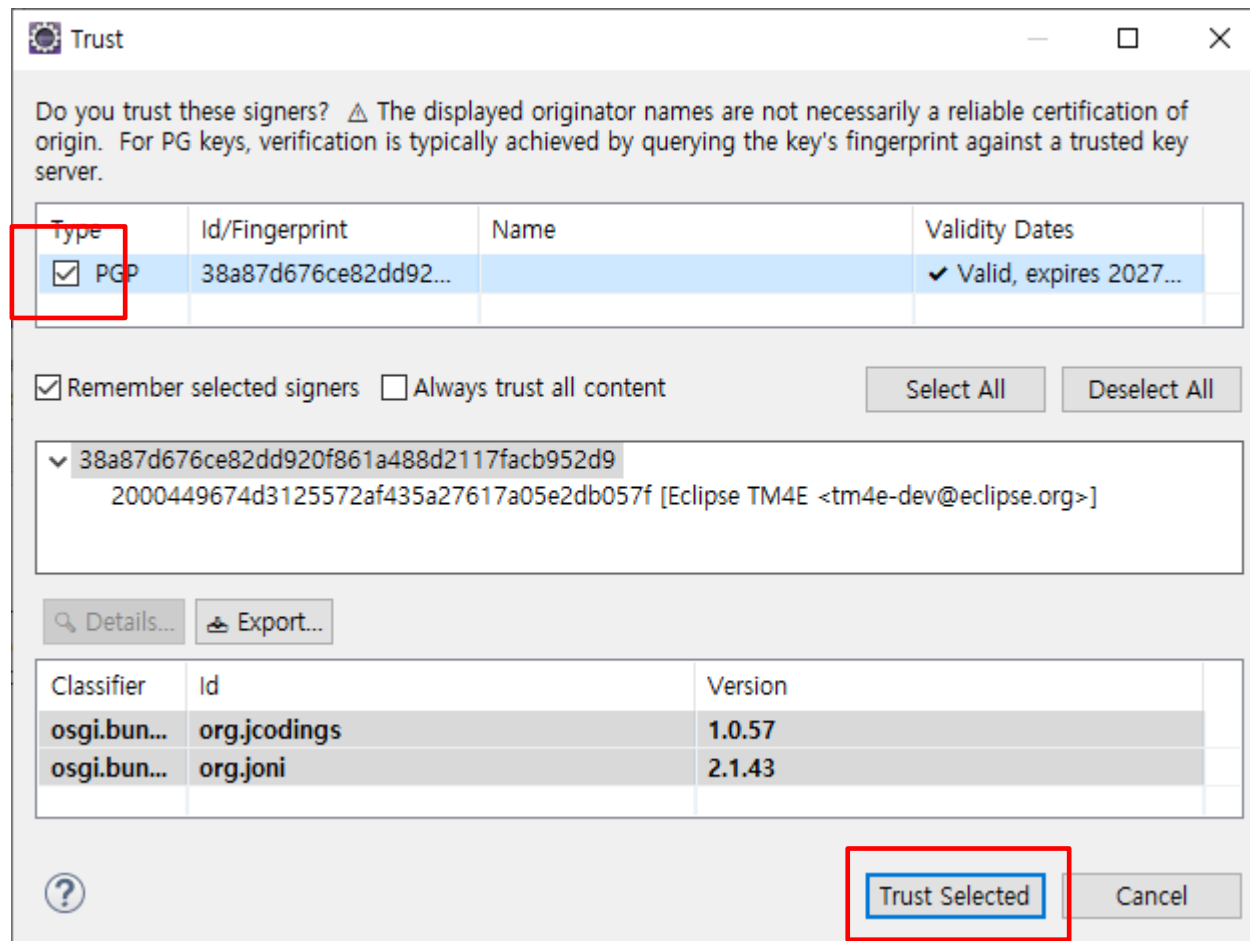 Trust
Do you trust these signers? ⚠ The displayed originator names are not necessarily a reliable certification of
origin.  For PG keys, verification is typically achieved by querying the key's fingerprint against a trusted key
server.
Type Id/Fingerprint Name Validity Dates
PGP 38a87d676ce82dd92... ✔ Valid, expires 2027...
Remember selected signers Always trust all content Select All Deselect All
38a87d676ce82dd920f861a488d2117facb952d9
2000449674d3125572af435a27617a05e2db057f [Eclipse TM4E <tm4e-dev@eclipse.org>]
Details... Export...
Classifier Id Version
osgi.bun... org.jcodings 1.0.57
osgi.bun... org.joni 2.1.43
? Trust Selected Cancel